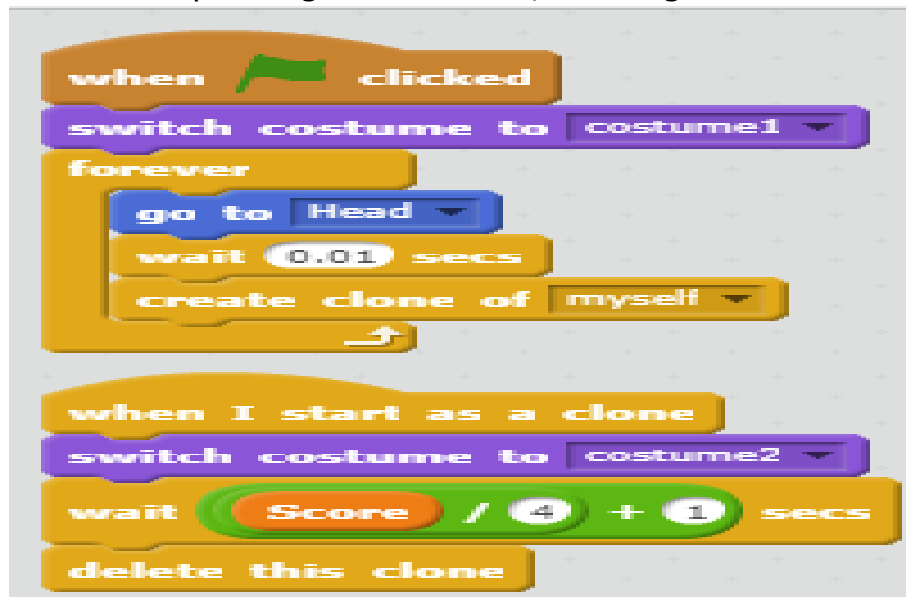 when clicked
switch costume to costume1
forever
go to Head
wait 0.01 secs
create clone of myself
when I start as a clone
switch costume to costume2
wait Score / 4 + 1 secs
delete this clone